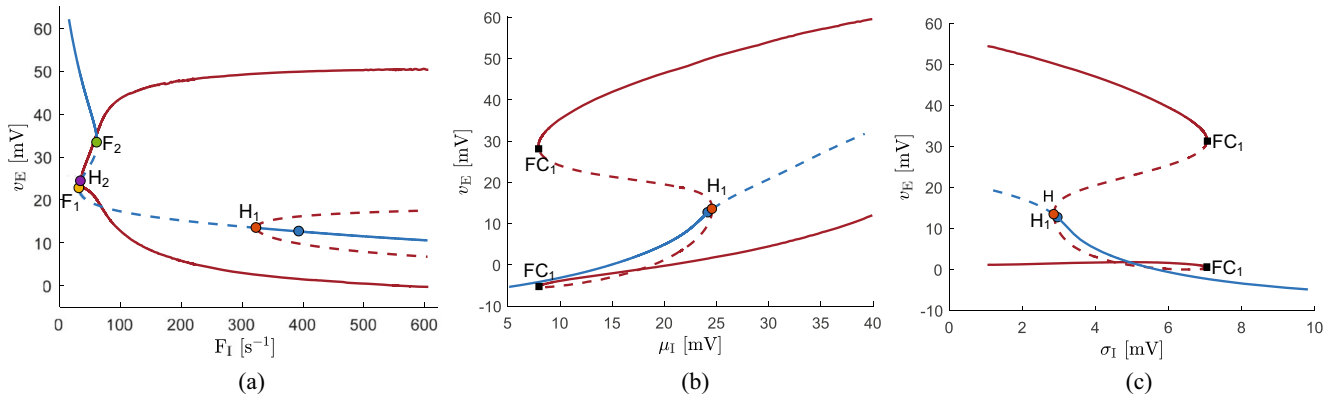 60
50
40
30
20
10
0
v_E [mV]
F_2
H_2
F_1
H_1
0 100 200 300 400 500 600
F_I [s⁻¹]
(a)
60
50
40
30
20
10
0
-10
v_E [mV]
FC_1
H_1
FC_1
5 10 15 20 25 30 35 40
μ_I [mV]
(b)
60
50
40
30
20
10
0
-10
v_E [mV]
FC_1
H
H_1
FC_1
0 2 4 6 8 10
σ_I [mV]
(c)